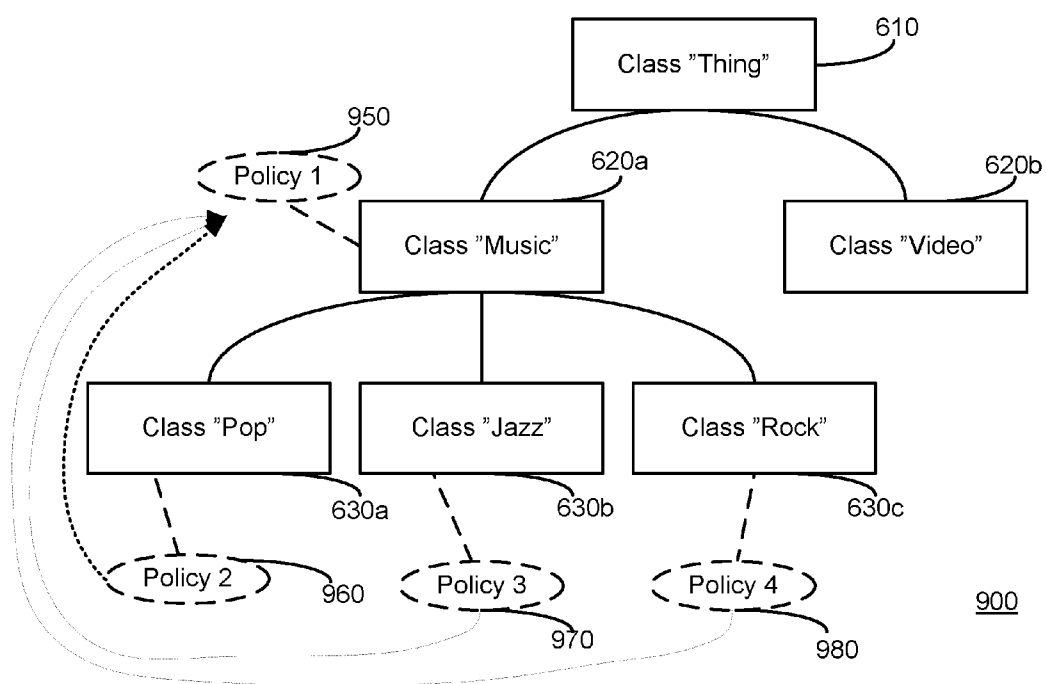 610
Class ”Thing”
950
Policy 1
620a
620b
Class ”Music”
Class ”Video”
Class ”Pop”
Class ”Jazz”
Class ”Rock”
630a
630b
630c
Policy 2
960
Policy 3
970
Policy 4
980
900